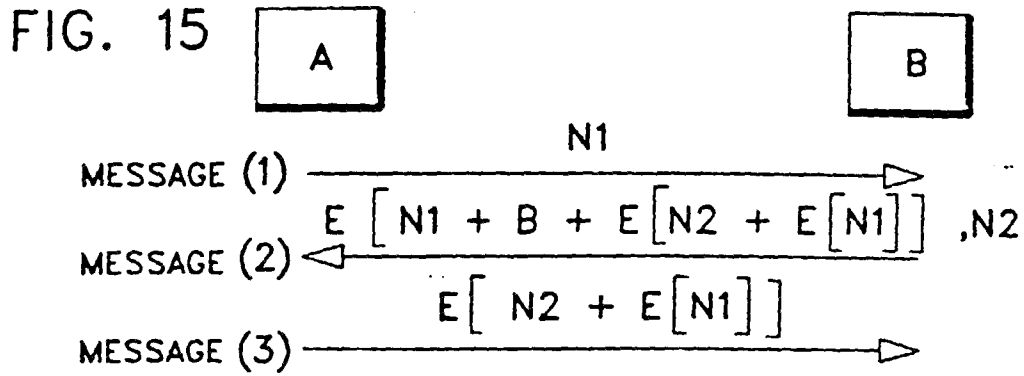 FIG. 15
A
B
N1
MESSAGE (1)
E [ N1 + B + E[N2 + E[N1]] ] ,N2
MESSAGE (2)
E[ N2 + E[N1] ]
MESSAGE (3)